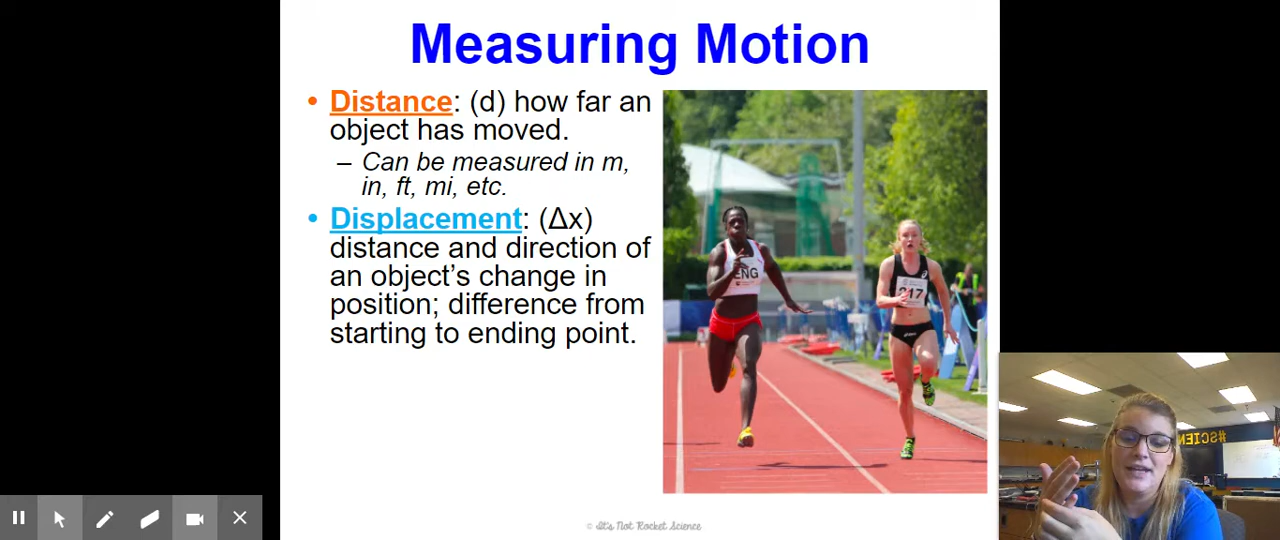 Measuring Motion
• Distance: (d) how far an
object has moved.
– Can be measured in m,
in, ft, mi, etc.
• Displacement: (Δx)
distance and direction of
an object’s change in
position; difference from
starting to ending point.
ENG
217
#SCIEN
© It's Not Rocket Science